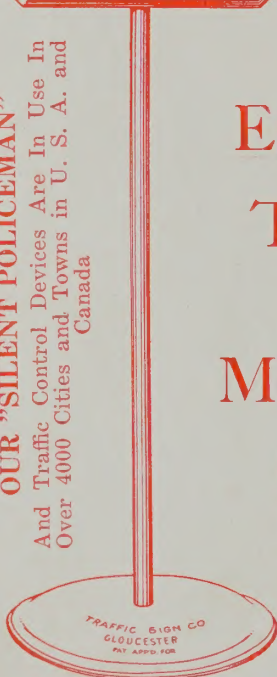 OUR "SILENT POLICEMAN"
And Traffic Control Devices Are In Use In
Over 4000 Cities and Towns in U. S. A. and
Canada
E
T
M
TRAFFIC SIGN CO
GLOUCESTER
PAT APP'D FOR